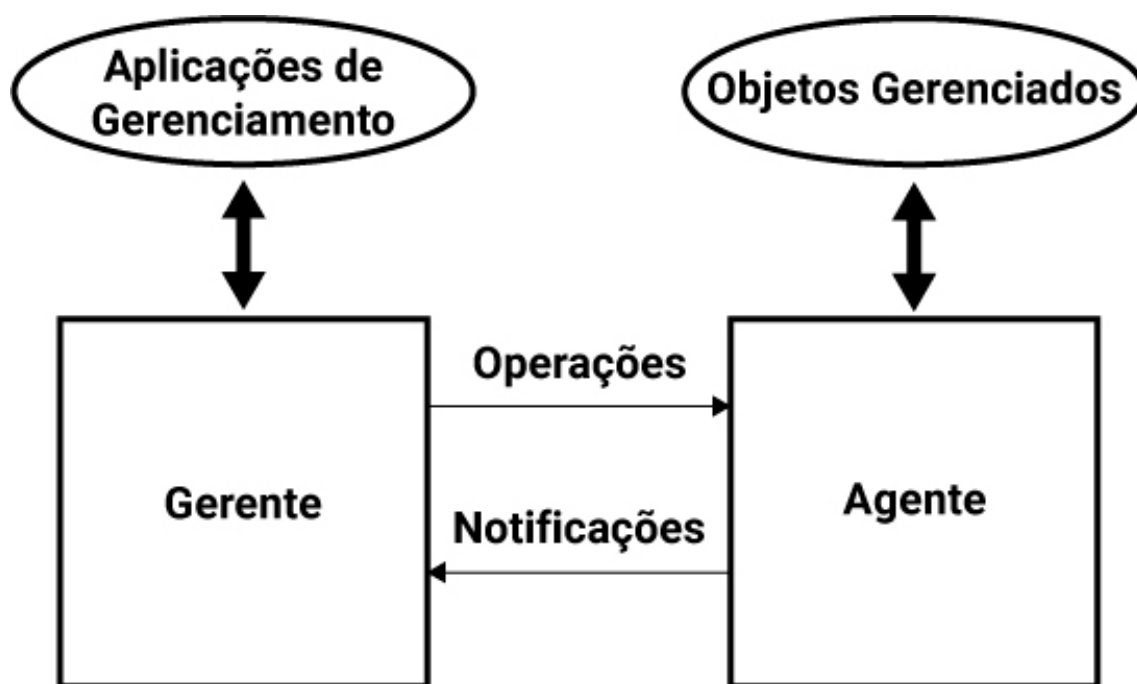 Aplicações de
Gerenciamento
Objetos Gerenciados
Operações
Gerente
Agente
Notificações